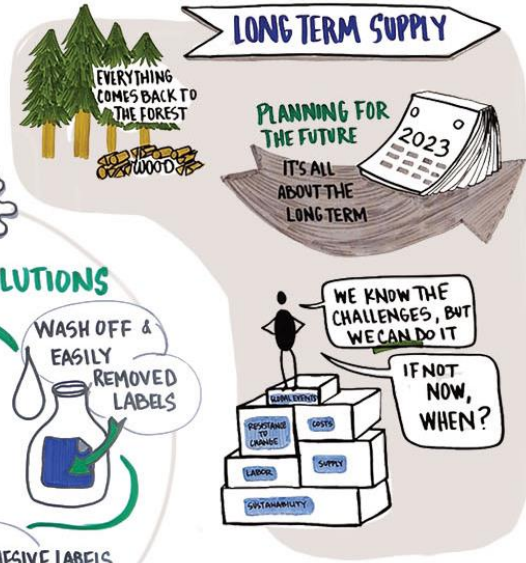 LONG TERM SUPPLY
EVERYTHING
COMES BACK TO
THE FOREST
WOOD
PLANNING FOR
THE FUTURE
2023
IT'S ALL
ABOUT THE
LONG TERM
LUTIONS
WASH OFF &
EASILY
REMOVED
LABELS
WE KNOW THE
CHALLENGES, BUT
WE CAN DO IT
IF NOT
NOW,
WHEN?
GLOBAL EVENTS
RESISTANCE
TO
CHANGE
COSTS
LABOR
SUPPLY
SUSTAINABILITY
HESIVE LABELS